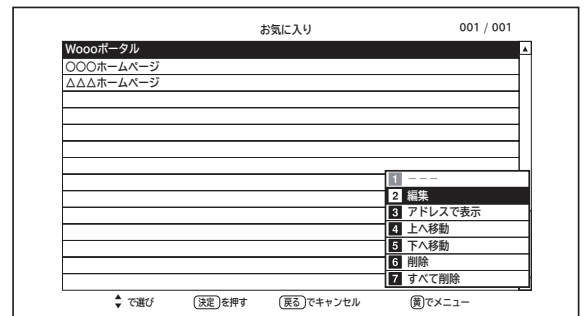 お気に入り 001 / 001
Woooポータル
○○○ホームページ
△△△ホームページ
1 ーーー
2 編集
3 アドレスで表示
4 上へ移動
5 下へ移動
6 削除
7 すべて削除
で選び 決定を押す 戻るでキャンセル 黄でメニュー